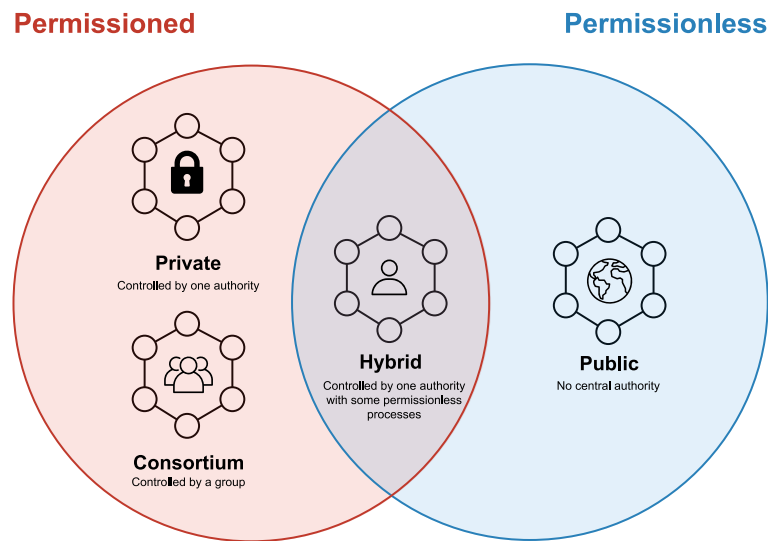 Permissioned
Permissionless
Private
Controlled by one authority
Consortium
Controlled by a group
Hybrid
Controlled by one authority
with some permissionless
processes
Public
No central authority